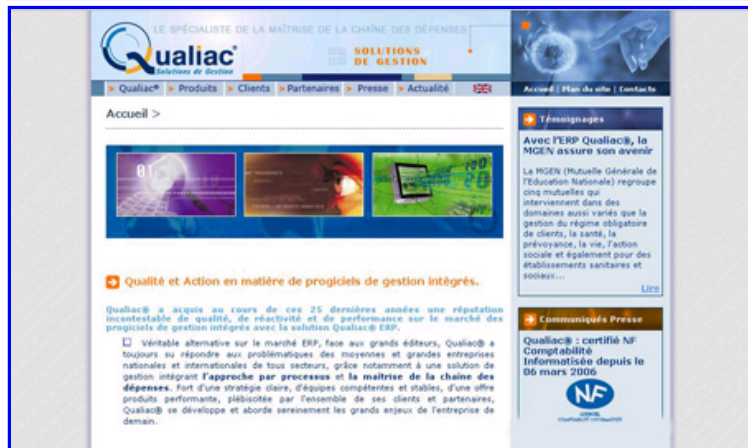 LE SPÉCIALISTE DE LA MAÎTRISE DE LA CHAÎNE DES DÉPENSES
Qualiac®
Solutions de Gestion
SOLUTIONS
DE GESTION
Qualiac® Produits Clients Partenaires Presse Actualité
Accueil | Plan du site | Contacts
Accueil >
Qualité et Action en matière de progiciels de gestion intégrés.
Qualiac® a acquis au cours de ces 25 dernières années une réputation
incontestable de qualité, de réactivité et de performance sur le marché des
progiciels de gestion intégrés avec la solution Qualiac® ERP.
Véritable alternative sur le marché ERP, face aux grands éditeurs, Qualiac® a
toujours su répondre aux problématiques des moyennes et grandes entreprises
nationales et internationales de tous secteurs, grâce notamment à une solution de
gestion intégrant l'approche par processus et la maîtrise de la chaîne des
dépenses. Fort d'une stratégie claire, d'équipes compétentes et stables, d'une offre
produits performante, plébiscitée par l'ensemble de ses clients et partenaires,
Qualiac® se développe et aborde sereinement les grands enjeux de l'entreprise de
demain.
Témoignages
Avec l'ERP Qualiac®, la
MGEN assure son avenir
La MGEN (Mutuelle Générale de
l'Education Nationale) regroupe
cinq mutuelles qui
interviennent dans des
domaines aussi variés que la
gestion du régime obligatoire
de clients, la santé, la
prévoyance, la vie, l'action
sociale et également pour des
établissements sanitaires et
sociaux...
Lire
Communiqués Presse
Qualiac® : certifié NF
Comptabilité
Informatisée depuis le
06 mars 2006
NF
LOGICIEL
COMPTABILITÉ INFORMATISÉE